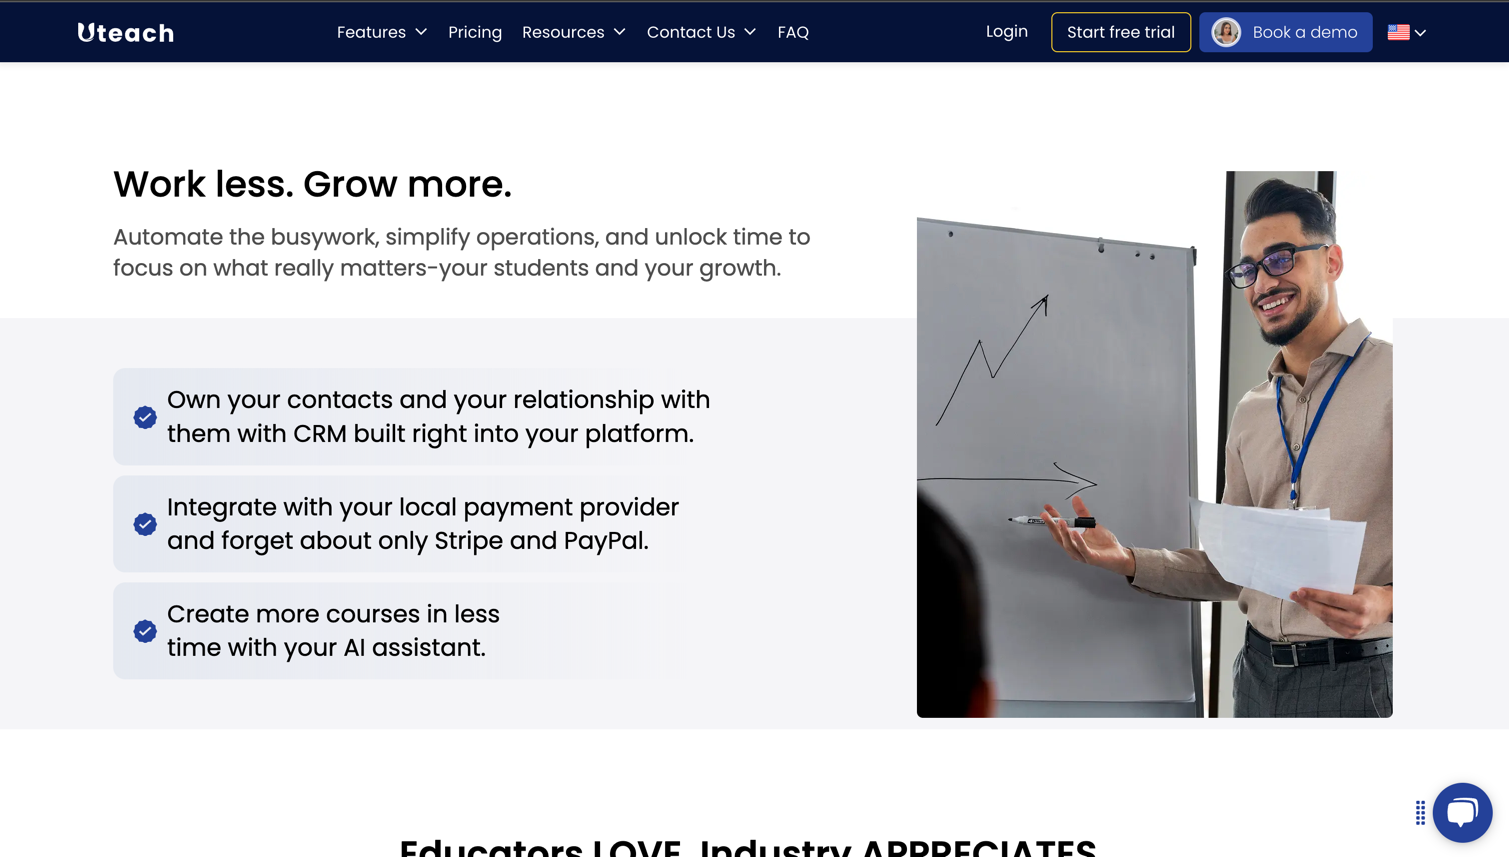 Uteach
Features
Pricing
Resources
Contact Us
FAQ
Login
Start free trial
Book a demo
Work less. Grow more.
Automate the busywork, simplify operations, and unlock time to
focus on what really matters-your students and your growth.
Own your contacts and your relationship with
them with CRM built right into your platform.
Integrate with your local payment provider
and forget about only Stripe and PayPal.
Create more courses in less
time with your AI assistant.
Educators LOVE, Industry APPRECIATES